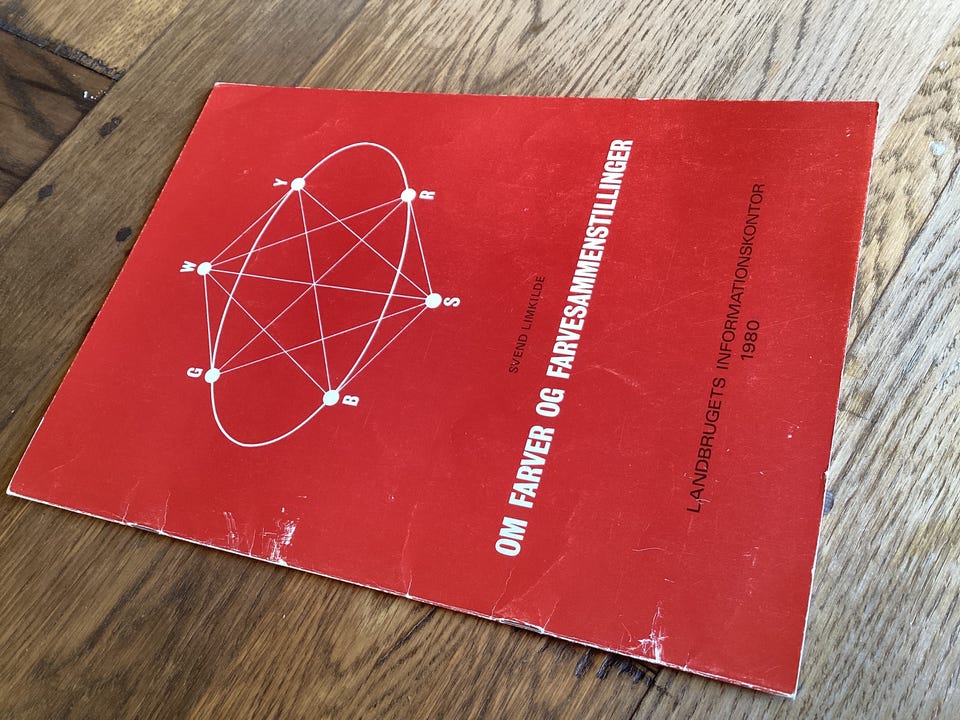 W
G
Y
B
R
S
SVEND LIMKILDE
OM FARVER OG FARVESAMMENSTILLINGER
LANDBRUGETS INFORMATIONSKONTOR
1980